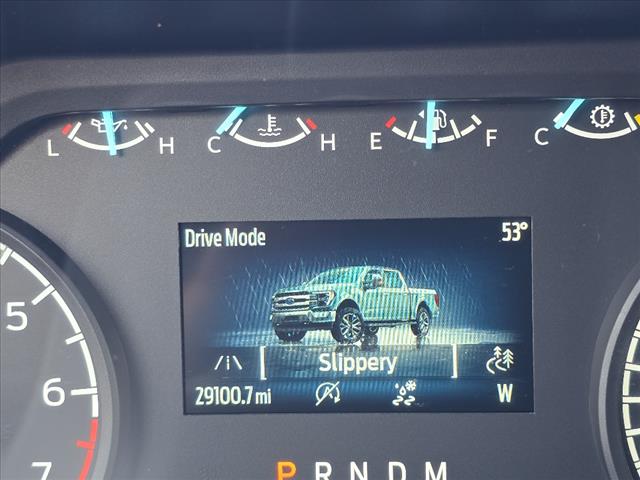 L H C H E F C
Drive Mode 53°
Slippery
29100.7 mi W
5
6
7
P R N D M